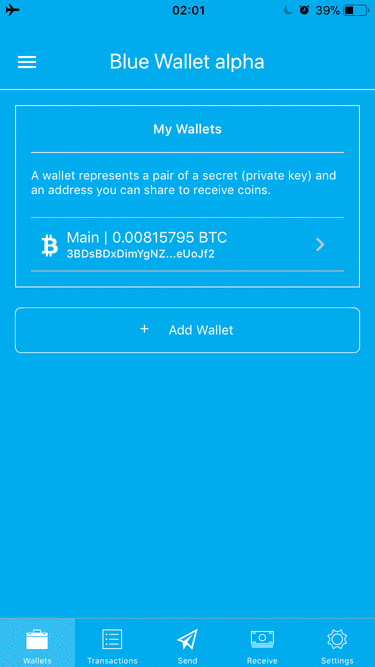 02:01
39%
Blue Wallet alpha
My Wallets
A wallet represents a pair of a secret (private key) and
an address you can share to receive coins.
Main | 0.00815795 BTC
3BDsBDxDimYgNZ...eUoJf2
+ Add Wallet
Wallets
Transactions
Send
Receive
Settings